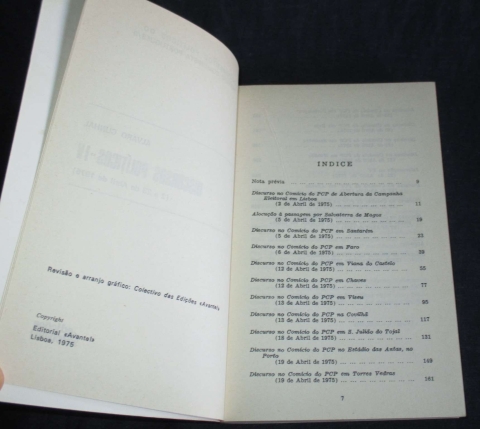 Revisão e arranjo gráfico: Colectivo das Edições «Avante!»
Copyright
Editorial «Avante!»
Lisboa, 1975
INDICE
Nota prévia ... 9
Discurso no Comício do PCP de Abertura da Campanha
Eleitoral em Lisboa
(3 de Abril de 1975) ... 11
Alocução à passagem por Salvaterra de Magos
(5 de Abril de 1975) ... 19
Discurso no Comício do PCP em Santarém
(5 de Abril de 1975) ... 23
Discurso no Comício do PCP em Faro
(6 de Abril de 1975) ... 39
Discurso no Comício do PCP em Viana do Castelo
(12 de Abril de 1975) ...
Discurso no Comício do PCP em Chaves
(13 de Abril de 1975) ... 77
Discurso no Comício do PCP em Viseu
(13 de Abril de 1975) ... 95
Discurso no Comício do PCP na Covilhã
(14 de Abril de 1975) ... 117
Discurso no Comício do PCP em S. Julião do Tojal
(18 de Abril de 1975) ... 131
Discurso no Comício do PCP no Estádio das Antas, no
Porto
(19 de Abril de 1975) ... 149
Discurso no Comício do PCP em Torres Vedras
(19 de Abril de 1975) ... 161
7